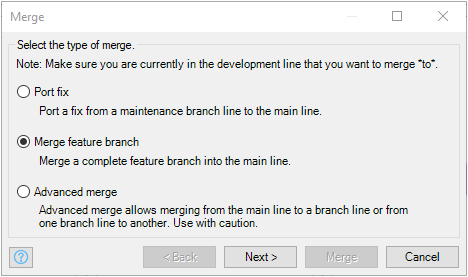 Merge
Select the type of merge.
Note: Make sure you are currently in the development line that you want to merge *to*.
Port fix
Port a fix from a maintenance branch line to the main line.
Merge feature branch
Merge a complete feature branch into the main line.
Advanced merge
Advanced merge allows merging from the main line to a branch line or from
one branch line to another. Use with caution.
?
< Back
Next >
Merge
Cancel